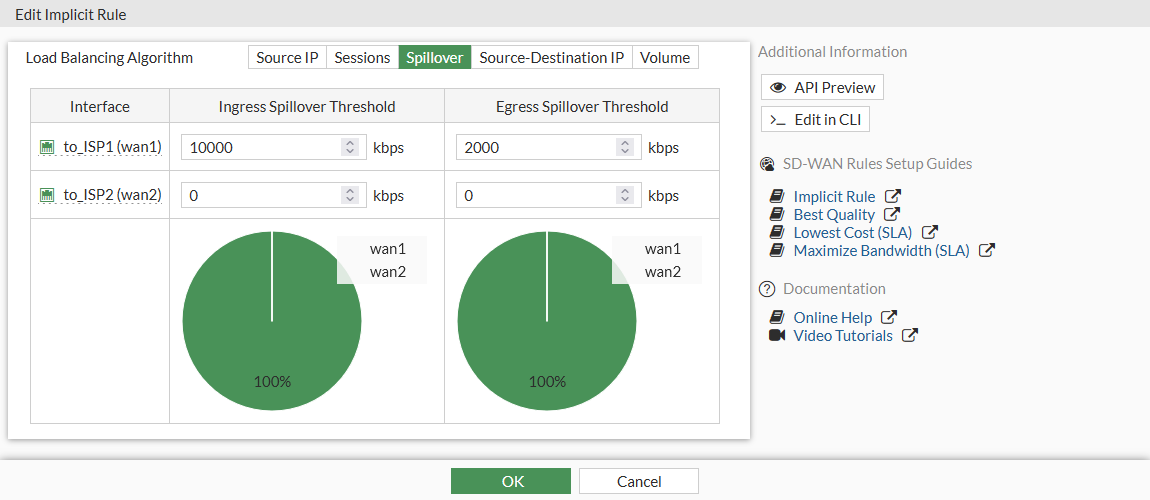 Edit Implicit Rule
Load Balancing Algorithm Source IP Sessions Spillover Source-Destination IP Volume
Interface Ingress Spillover Threshold Egress Spillover Threshold
to_ISP1 (wan1) 10000 kbps 2000 kbps
to_ISP2 (wan2) 0 kbps 0 kbps
wan1
wan2
100%
wan1
wan2
100%
Additional Information
API Preview
>_ Edit in CLI
SD-WAN Rules Setup Guides
Implicit Rule
Best Quality
Lowest Cost (SLA)
Maximize Bandwidth (SLA)
? Documentation
Online Help
Video Tutorials
OK Cancel